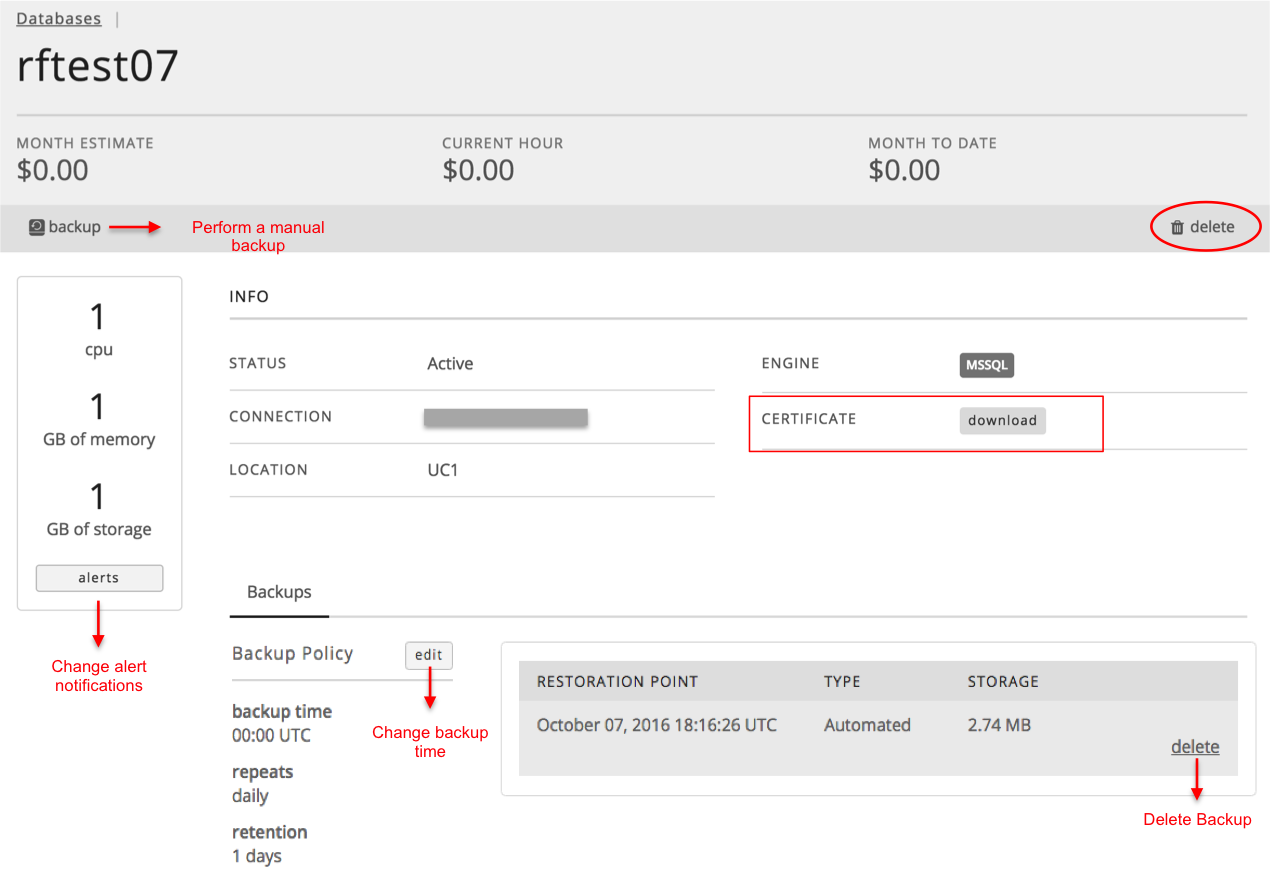 Databases |
rftest07
MONTH ESTIMATE
$0.00
CURRENT HOUR
$0.00
MONTH TO DATE
$0.00
backup
Perform a manual
backup
delete
1
cpu
1
GB of memory
1
GB of storage
alerts
Change alert
notifications
INFO
STATUS Active
CONNECTION
LOCATION UC1
ENGINE MSSQL
CERTIFICATE download
Backups
Backup Policy edit
Change backup
time
backup time
00:00 UTC
repeats
daily
retention
1 days
RESTORATION POINT TYPE STORAGE
October 07, 2016 18:16:26 UTC Automated 2.74 MB
delete
Delete Backup